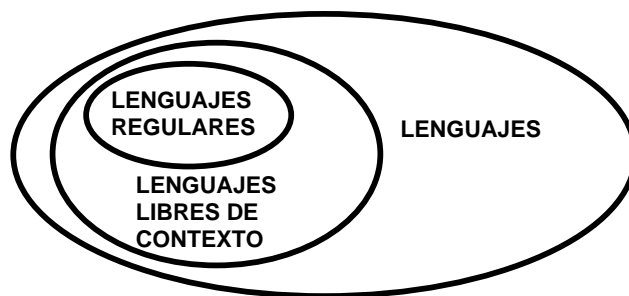 LENGUAJES
REGULARES
LENGUAJES
LENGUAJES
LIBRES DE
CONTEXTO